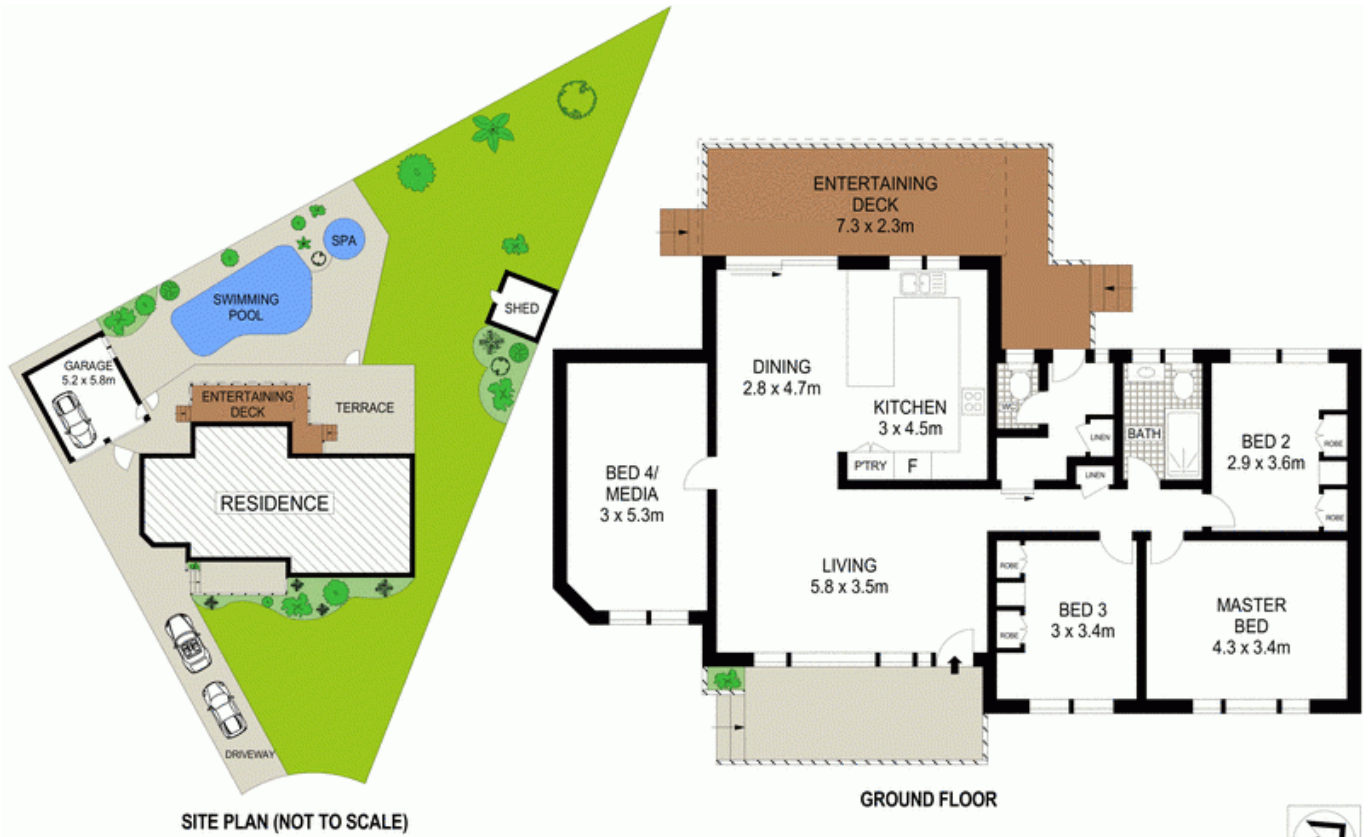 SPA
SWIMMING
POOL
SHED
GARAGE
5.2 x 5.8m
ENTERTAINING
DECK
TERRACE
RESIDENCE
DRIVEWAY
SITE PLAN (NOT TO SCALE)
ENTERTAINING
DECK
7.3 x 2.3m
DINING
2.8 x 4.7m
KITCHEN
3 x 4.5m
P'TRY
F
WC
LINEN
LINEN
BATH
BED 2
2.9 x 3.6m
ROBE
ROBE
BED 4/
MEDIA
3 x 5.3m
LIVING
5.8 x 3.5m
ROBE
ROBE
BED 3
3 x 3.4m
MASTER
BED
4.3 x 3.4m
GROUND FLOOR